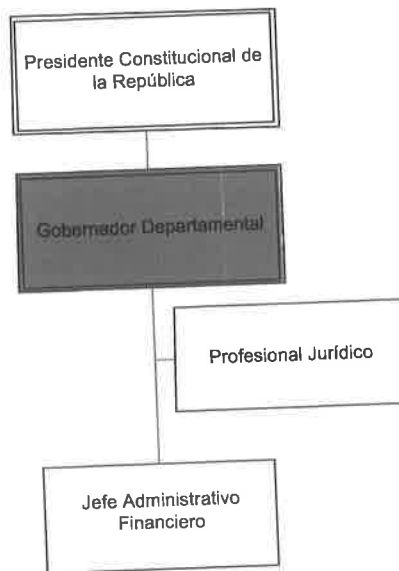 Presidente Constitucional de
la República
Gobernador Departamental
Profesional Jurídico
Jefe Administrativo
Financiero